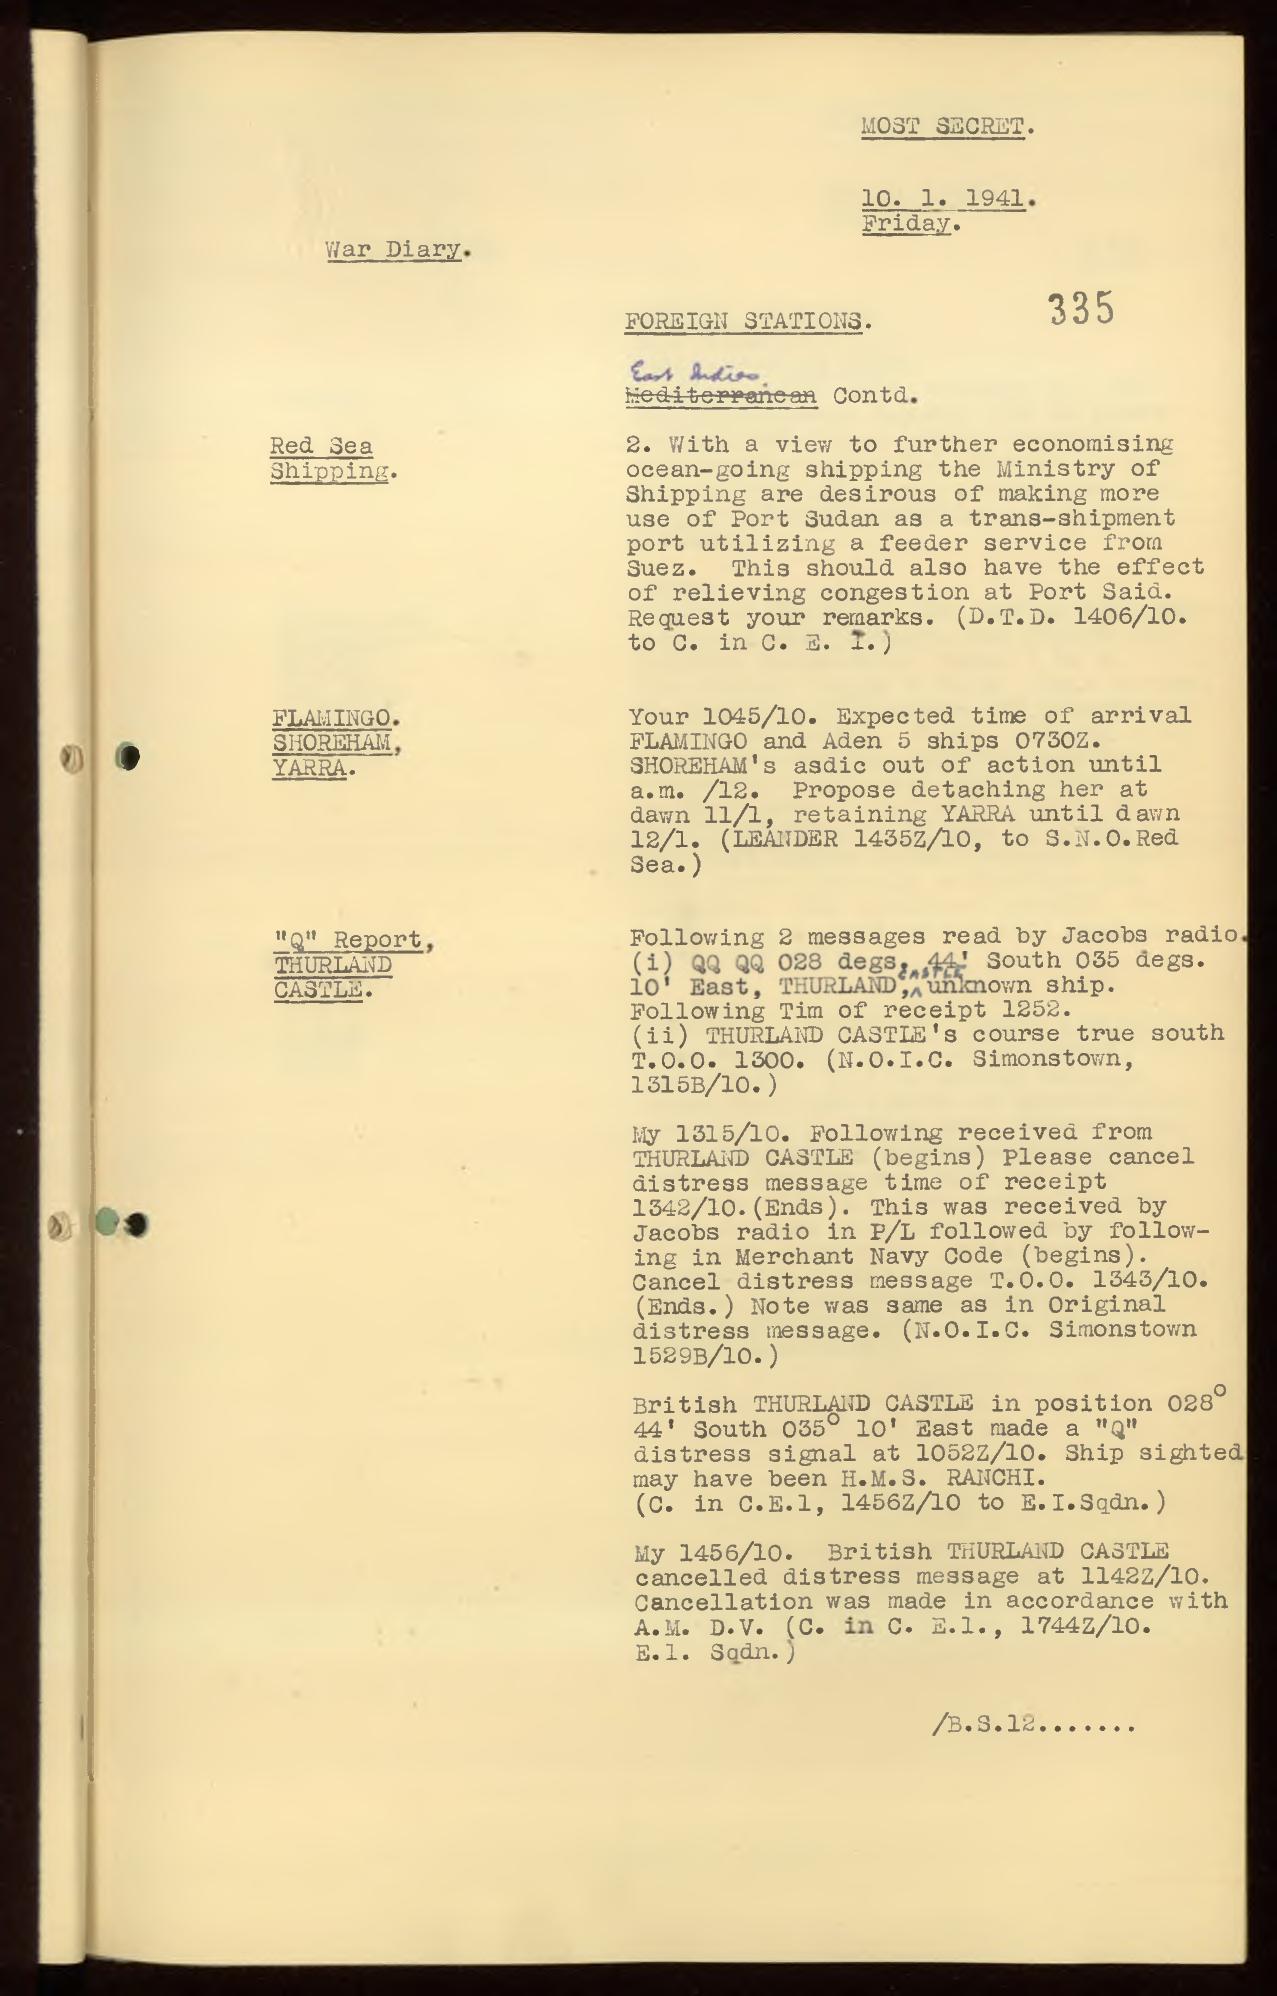 MOST SECRET.
10. 1. 1941.
Friday.
War Diary.
335
FOREIGN STATIONS.
East Indies.
Mediterranean Contd.
Red Sea
Shipping.
2. With a view to further economising
ocean-going shipping the Ministry of
Shipping are desirous of making more
use of Port Sudan as a trans-shipment
port utilizing a feeder service from
Suez. This should also have the effect
of relieving congestion at Port Said.
Request your remarks. (D.T.D. 1406/10.
to C. in C. E. I.)
FLAMINGO.
SHOREHAM,
YARRA.
Your 1045/10. Expected time of arrival
FLAMINGO and Aden 5 ships 0730Z.
SHOREHAM's asdic out of action until
a.m. /12. Propose detaching her at
dawn 11/1, retaining YARRA until dawn
12/1. (LEANDER 1435Z/10, to S.N.O.Red
Sea.)
"Q" Report,
THURLAND
CASTLE.
Following 2 messages read by Jacobs radio.
(i) QQ QQ 028 degs, 44' South 035 degs.
CASTLE
10' East, THURLAND, unknown ship.
Following Tim of receipt 1252.
(ii) THURLAND CASTLE's course true south
T.O.O. 1300. (N.O.I.C. Simonstown,
1315B/10.)
My 1315/10. Following received from
THURLAND CASTLE (begins) Please cancel
distress message time of receipt
1342/10.(Ends). This was received by
Jacobs radio in P/L followed by follow-
ing in Merchant Navy Code (begins).
Cancel distress message T.O.O. 1343/10.
(Ends.) Note was same as in Original
distress message. (N.O.I.C. Simonstown
1529B/10.)
British THURLAND CASTLE in position 028°
44' South 035° 10' East made a "Q"
distress signal at 1052Z/10. Ship sighted
may have been H.M.S. RANCHI.
(C. in C.E.1, 1456Z/10 to E.I.Sqdn.)
My 1456/10. British THURLAND CASTLE
cancelled distress message at 1142Z/10.
Cancellation was made in accordance with
A.M. D.V. (C. in C. E.1., 1744Z/10.
E.1. Sqdn.)
/B.S.12.......